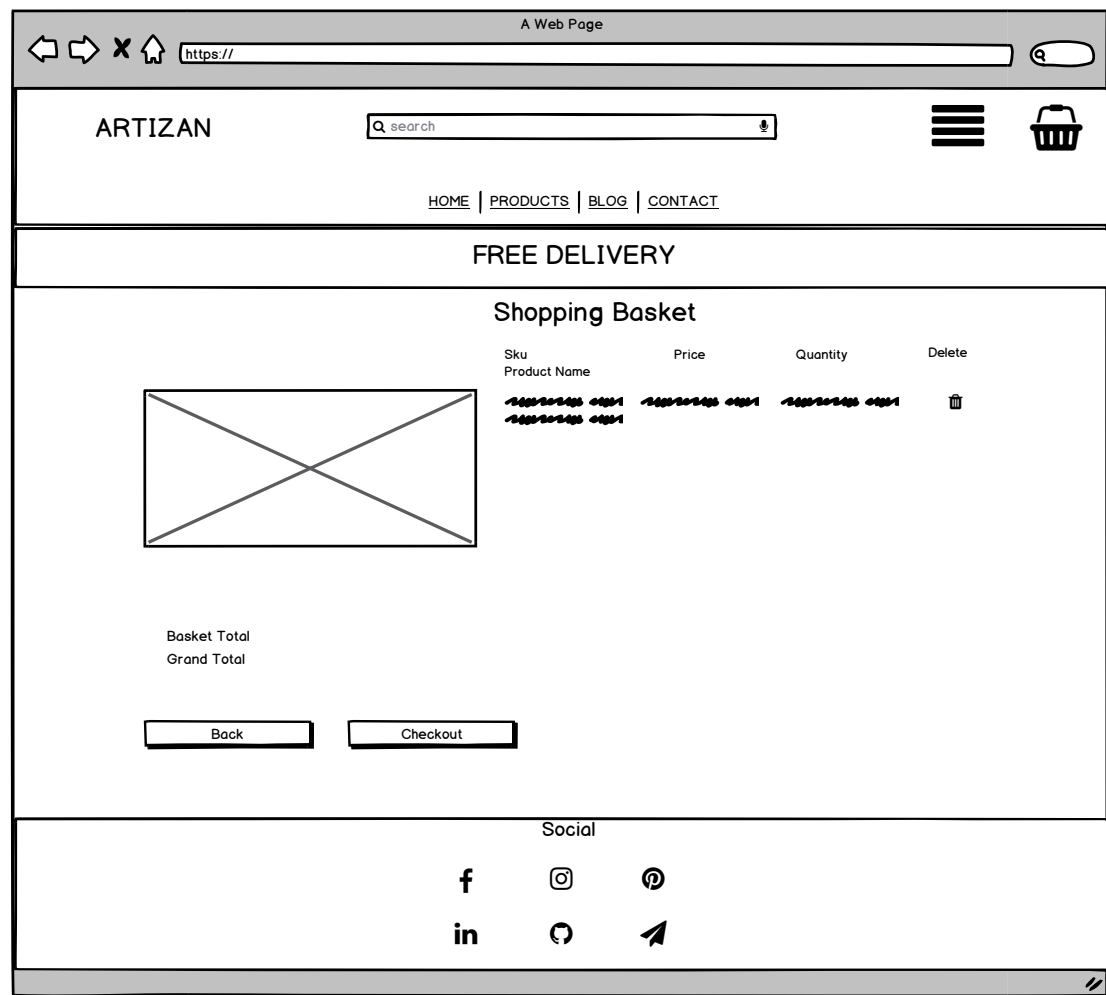 A Web Page
https://
ARTIZAN
search
HOME | PRODUCTS | BLOG | CONTACT
FREE DELIVERY
Shopping Basket
Sku Price Quantity Delete
Product Name
Basket Total
Grand Total
Back Checkout
Social